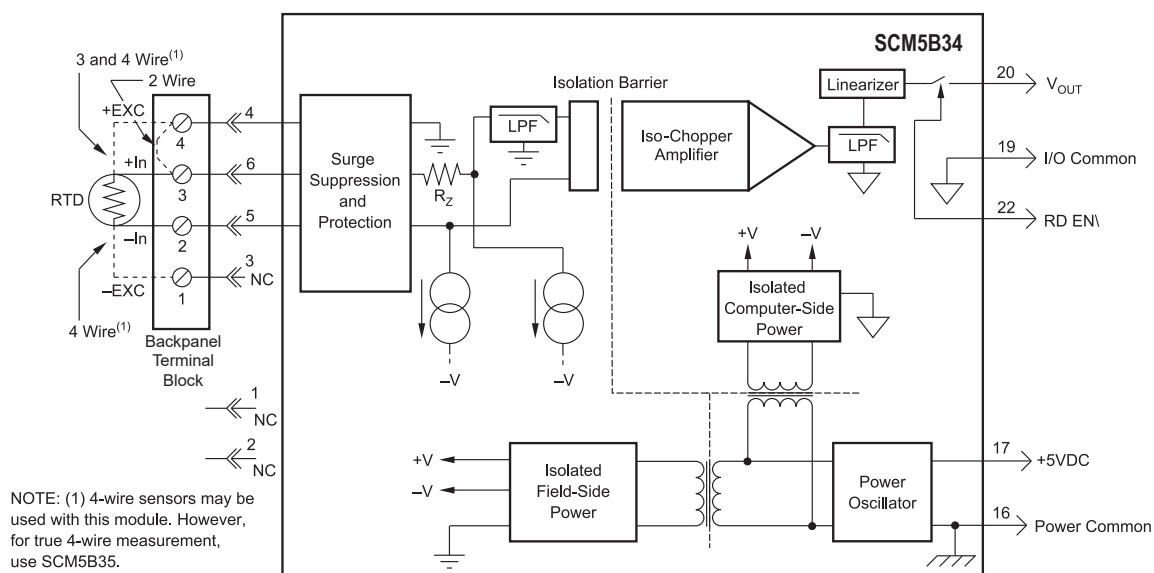 SCM5B34
3 and 4 Wire(1)
2 Wire
+EXC
+In
RTD
–In
–EXC
4 Wire(1)
4
3
2
1
Backpanel
Terminal
Block
4
6
5
3
NC
1
NC
2
NC
Surge
Suppression
and
Protection
RZ
LPF
–V
–V
Isolation Barrier
Iso-Chopper
Amplifier
LPF
Linearizer
20
VOUT
19
I/O Common
22
RD EN\
+V
–V
Isolated
Computer-Side
Power
+V
–V
Isolated
Field-Side
Power
Power
Oscillator
17
+5VDC
16
Power Common
NOTE: (1) 4-wire sensors may be
used with this module. However,
for true 4-wire measurement,
use SCM5B35.